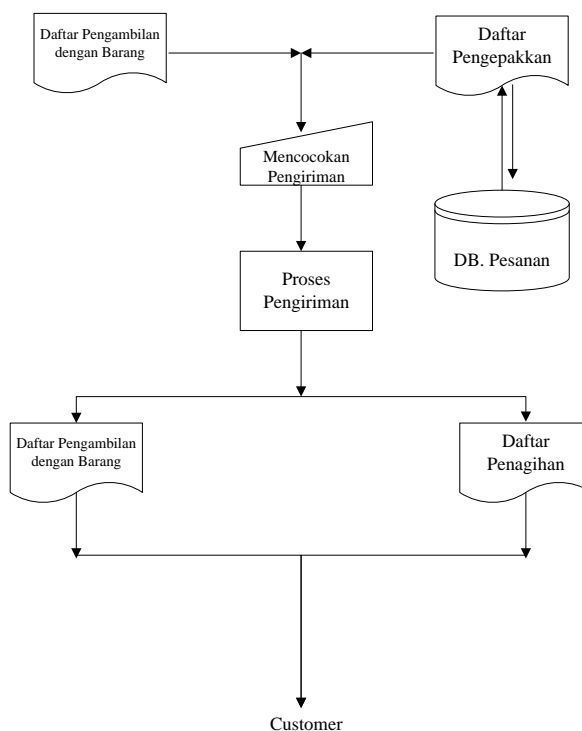 Daftar Pengambilan
dengan Barang
Daftar
Pengepakkan
Mencocokan
Pengiriman
DB. Pesanan
Proses
Pengiriman
Daftar Pengambilan
dengan Barang
Daftar
Penagihan
Customer